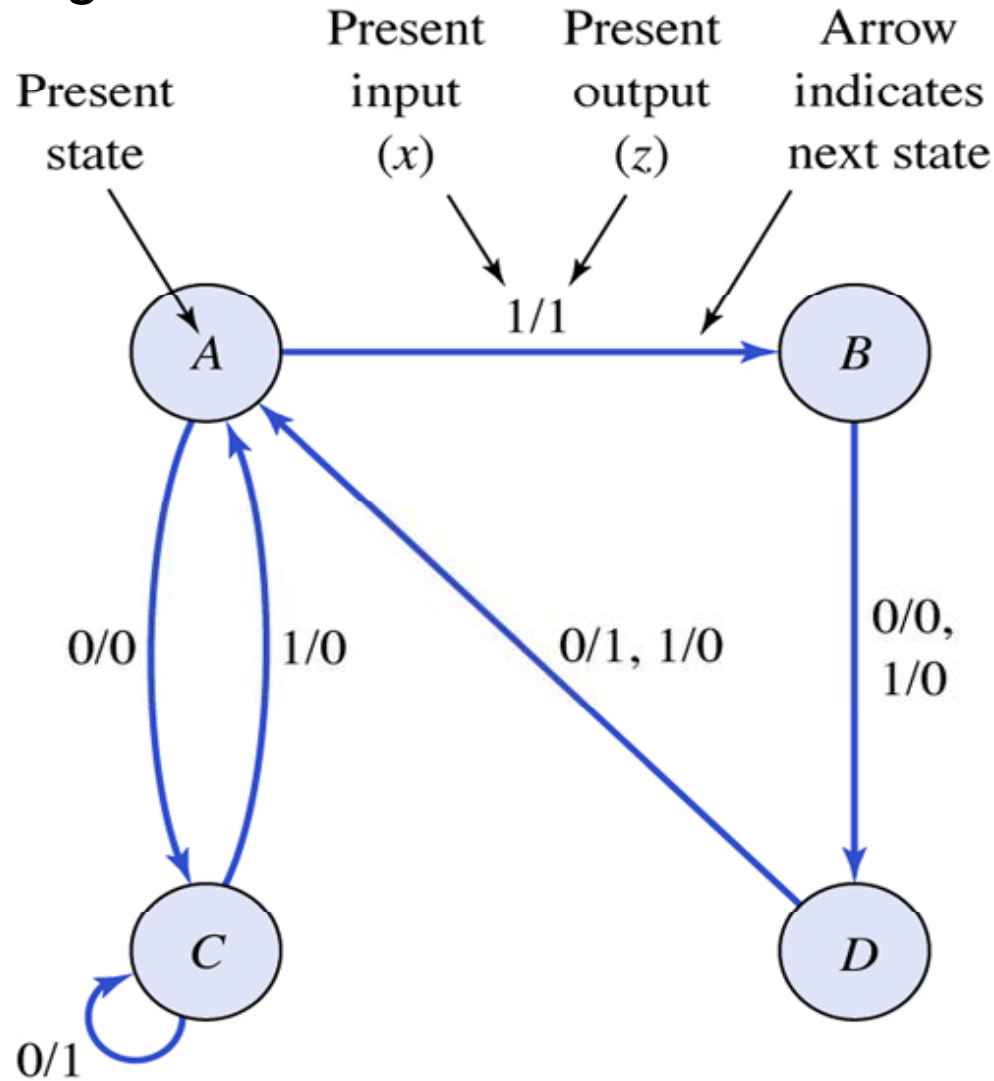 Present
state
Present
input
(x)
Present
output
(z)
Arrow
indicates
next state
1/1
A
B
0/0
1/0
0/1, 1/0
0/0,
1/0
C
D
0/1